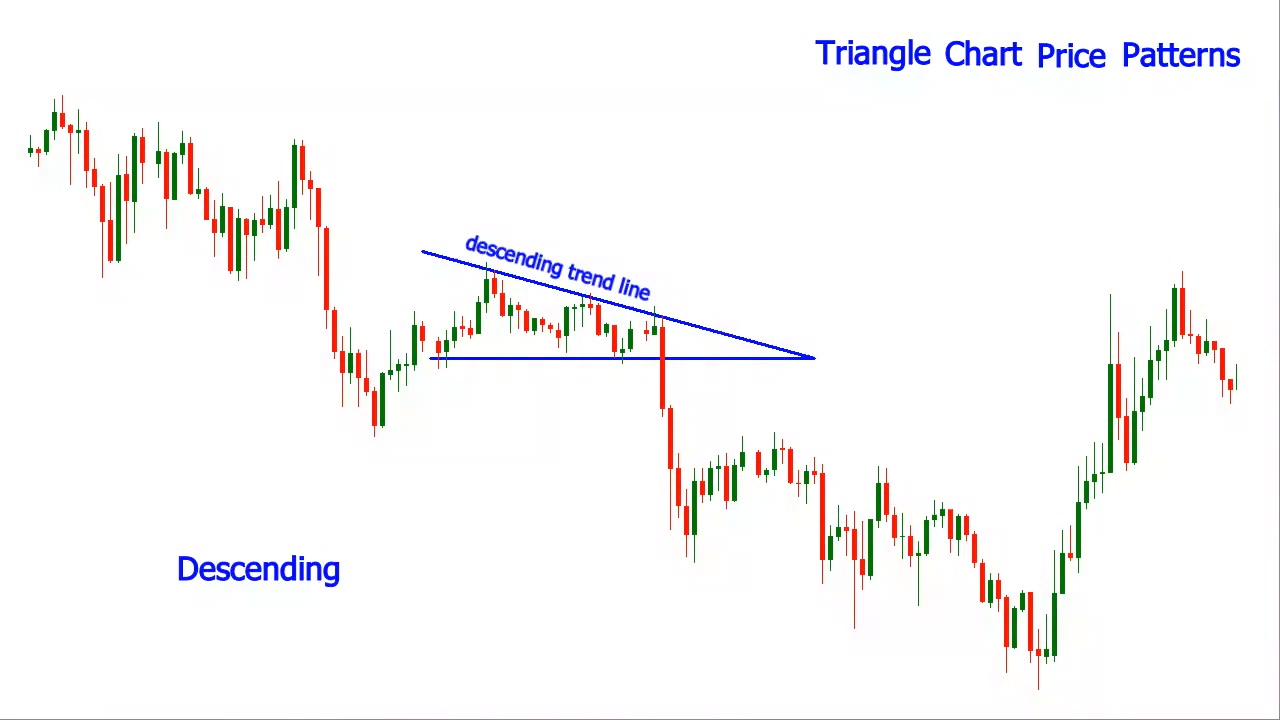 Triangle Chart Price Patterns
descending trend line
Descending